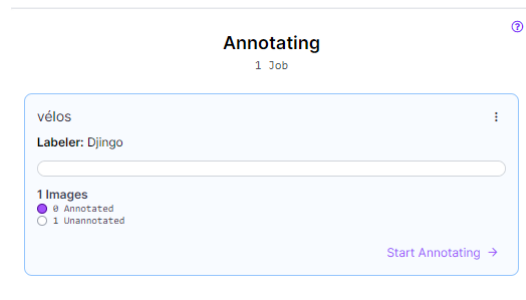 Annotating
1 Job
vélos
Labeler: Djingo
1 Images
0 Annotated
1 Unannotated
Start Annotating →